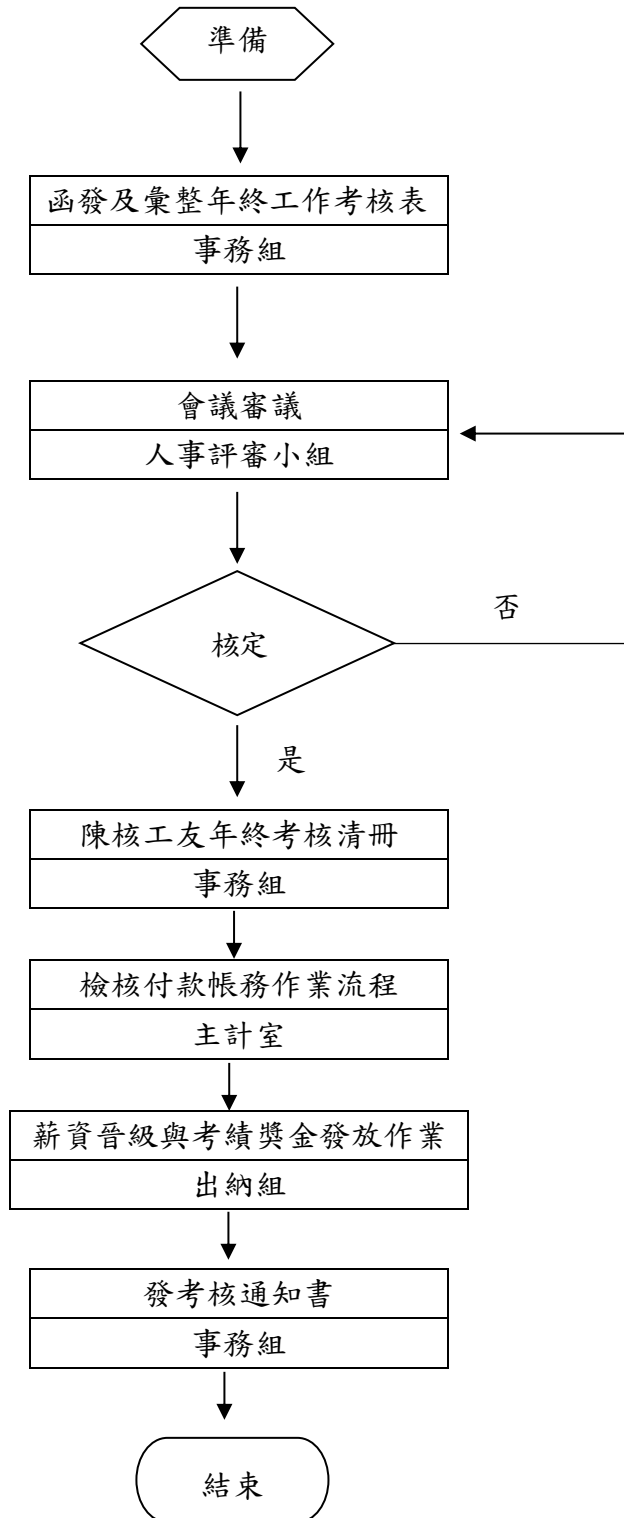 準備
函發及彙整年終工作考核表
事務組
會議審議
人事評審小組
核定
否
是
陳核工友年終考核清冊
事務組
檢核付款帳務作業流程
主計室
薪資晉級與考績獎金發放作業
出納組
發考核通知書
事務組
結束